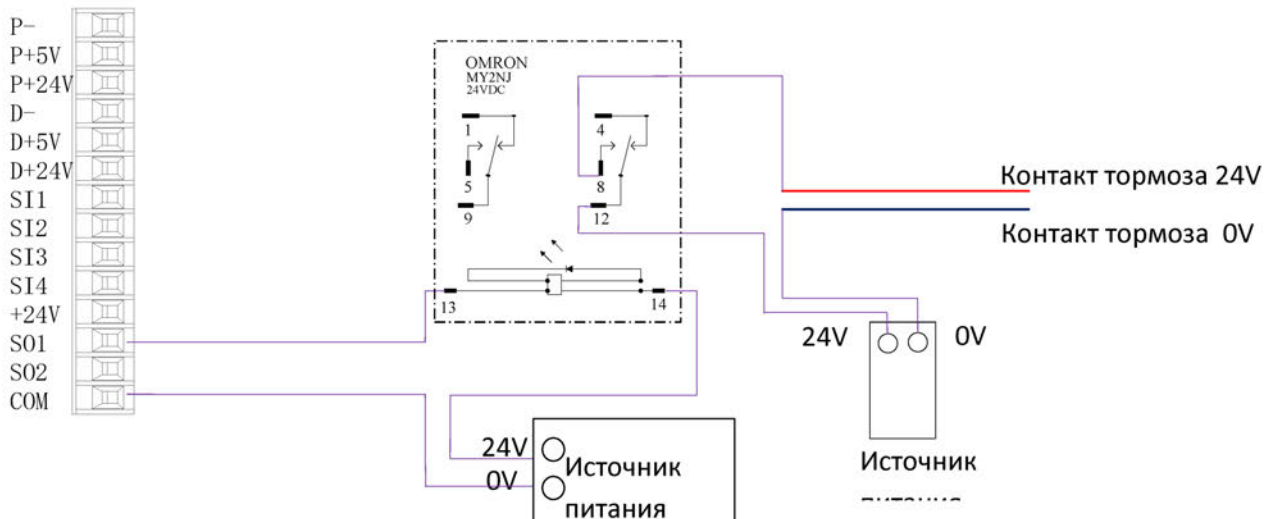 P-
P+5V
P+24V
D-
D+5V
D+24V
SI1
SI2
SI3
SI4
+24V
SO1
SO2
COM
OMRON
MY2NJ
24VDC
1
4
5
8
9
12
13
14
Контакт тормоза 24V
Контакт тормоза 0V
24V
0V
Источник
24V
0V
Источник
питания